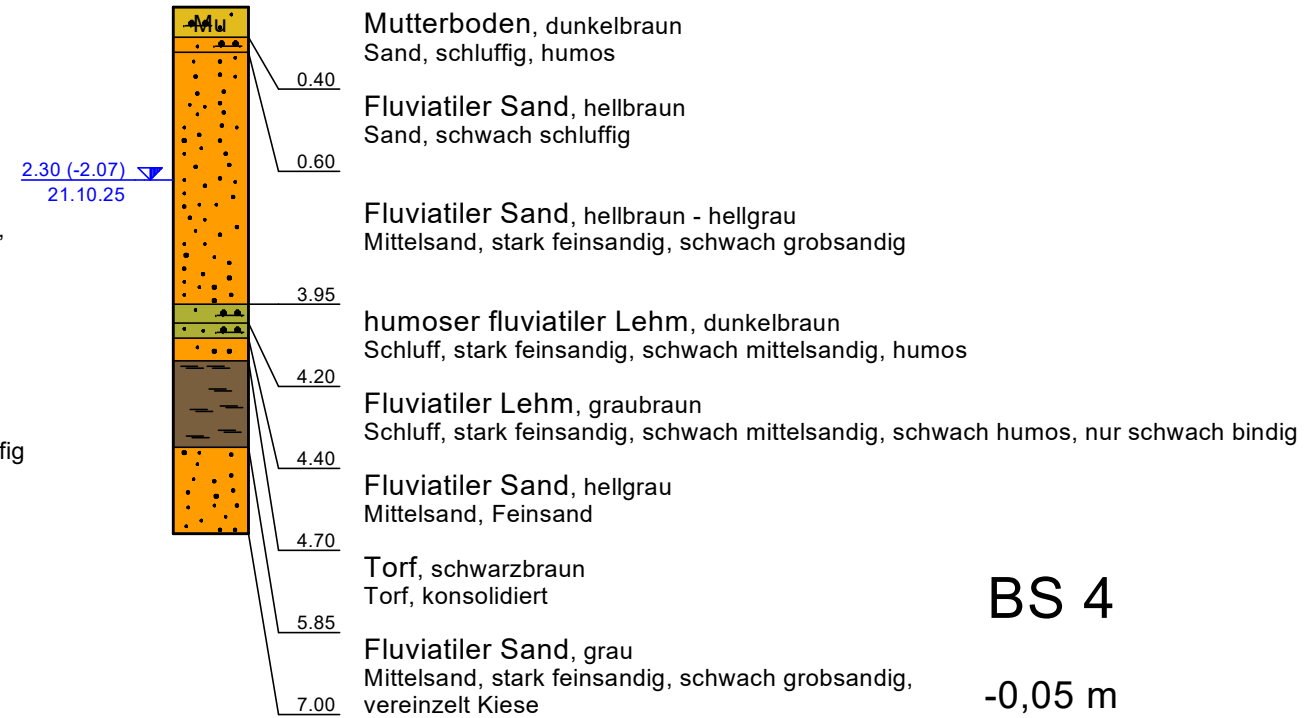 Mu
Mutterboden, dunkelbraun
Sand, schluffig, humos
0.40
Fluviatiler Sand, hellbraun
Sand, schwach schluffig
0.60
2.30 (-2.07)
21.10.25
Fluviatiler Sand, hellbraun - hellgrau
Mittelsand, stark feinsandig, schwach grobsandig
,
3.95
humoser fluviatiler Lehm, dunkelbraun
Schluff, stark feinsandig, schwach mittelsandig, humos
4.20
Fluviatiler Lehm, graubraun
Schluff, stark feinsandig, schwach mittelsandig, schwach humos, nur schwach bindig
fig
4.40
Fluviatiler Sand, hellgrau
Mittelsand, Feinsand
4.70
Torf, schwarzbraun
Torf, konsolidiert
5.85
Fluviatiler Sand, grau
Mittelsand, stark feinsandig, schwach grobsandig,
vereinzelt Kiese
7.00
BS 4
-0,05 m